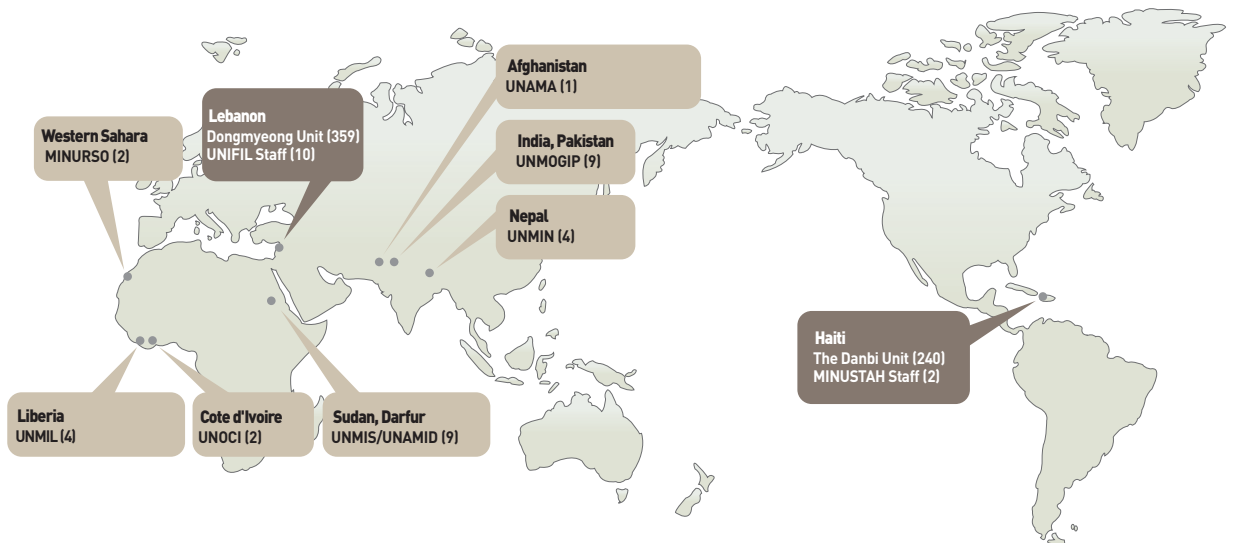 Afghanistan
UNAMA (1)
Lebanon
Dongmyeong Unit (359)
UNIFIL Staff (10)
Western Sahara
MINURSO (2)
India, Pakistan
UNMOGIP (9)
Nepal
UNMIN (4)
Haiti
The Danbi Unit (240)
MINUSTAH Staff (2)
Liberia
UNMIL (4)
Cote d'Ivoire
UNOCI (2)
Sudan, Darfur
UNMIS/UNAMID (9)